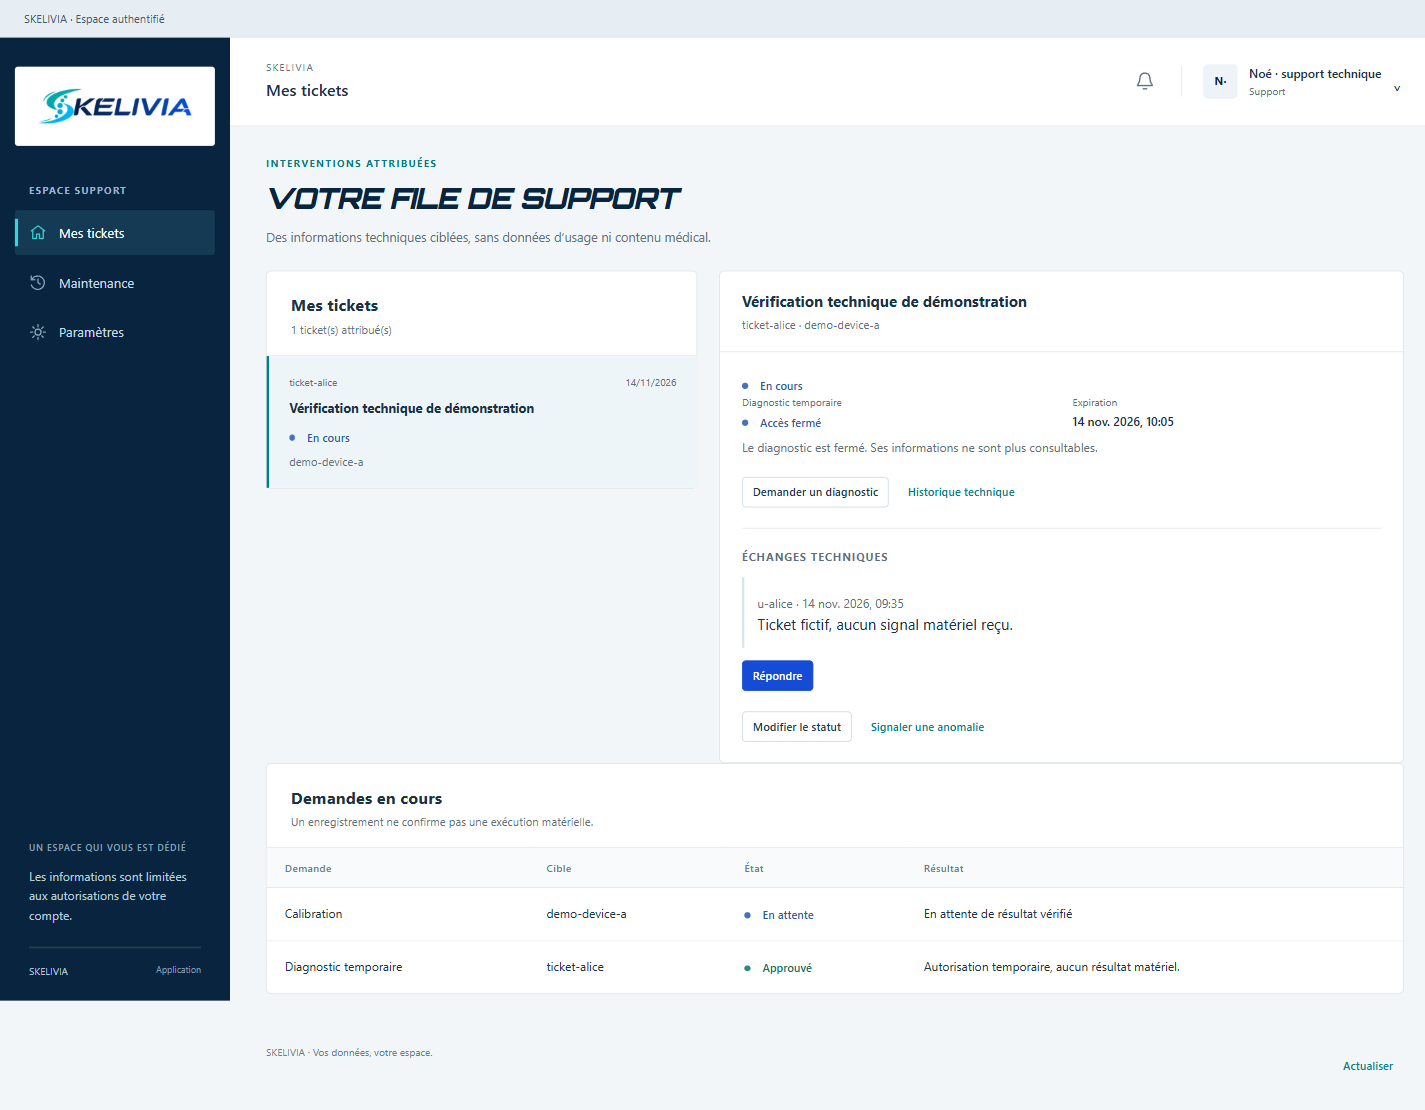 SKELIVIA · Espace authentifié
SKELIVIA
ESPACE SUPPORT
Mes tickets
Maintenance
Paramètres
UN ESPACE QUI VOUS EST DÉDIÉ
Les informations sont limitées
aux autorisations de votre
compte.
SKELIVIA
Application
SKELIVIA
Mes tickets
N·
Noé · support technique
Support
INTERVENTIONS ATTRIBUÉES
VOTRE FILE DE SUPPORT
Des informations techniques ciblées, sans données d’usage ni contenu médical.
Mes tickets
1 ticket(s) attribué(s)
ticket-alice
14/11/2026
Vérification technique de démonstration
En cours
demo-device-a
Vérification technique de démonstration
ticket-alice · demo-device-a
En cours
Diagnostic temporaire
Accès fermé
Expiration
14 nov. 2026, 10:05
Le diagnostic est fermé. Ses informations ne sont plus consultables.
Demander un diagnostic
Historique technique
ÉCHANGES TECHNIQUES
u-alice · 14 nov. 2026, 09:35
Ticket fictif, aucun signal matériel reçu.
Répondre
Modifier le statut
Signaler une anomalie
Demandes en cours
Un enregistrement ne confirme pas une exécution matérielle.
Demande Cible État Résultat
Calibration demo-device-a En attente En attente de résultat vérifié
Diagnostic temporaire ticket-alice Approuvé Autorisation temporaire, aucun résultat matériel.
SKELIVIA · Vos données, votre espace.
Actualiser